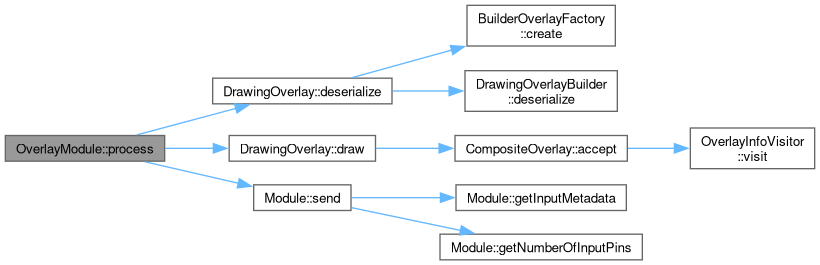 OverlayModule::process
DrawingOverlay::deserialize
BuilderOverlayFactory
::create
DrawingOverlayBuilder
::deserialize
DrawingOverlay::draw
CompositeOverlay::accept
OverlayInfoVisitor
::visit
Module::send
Module::getInputMetadata
Module::getNumberOfInputPins